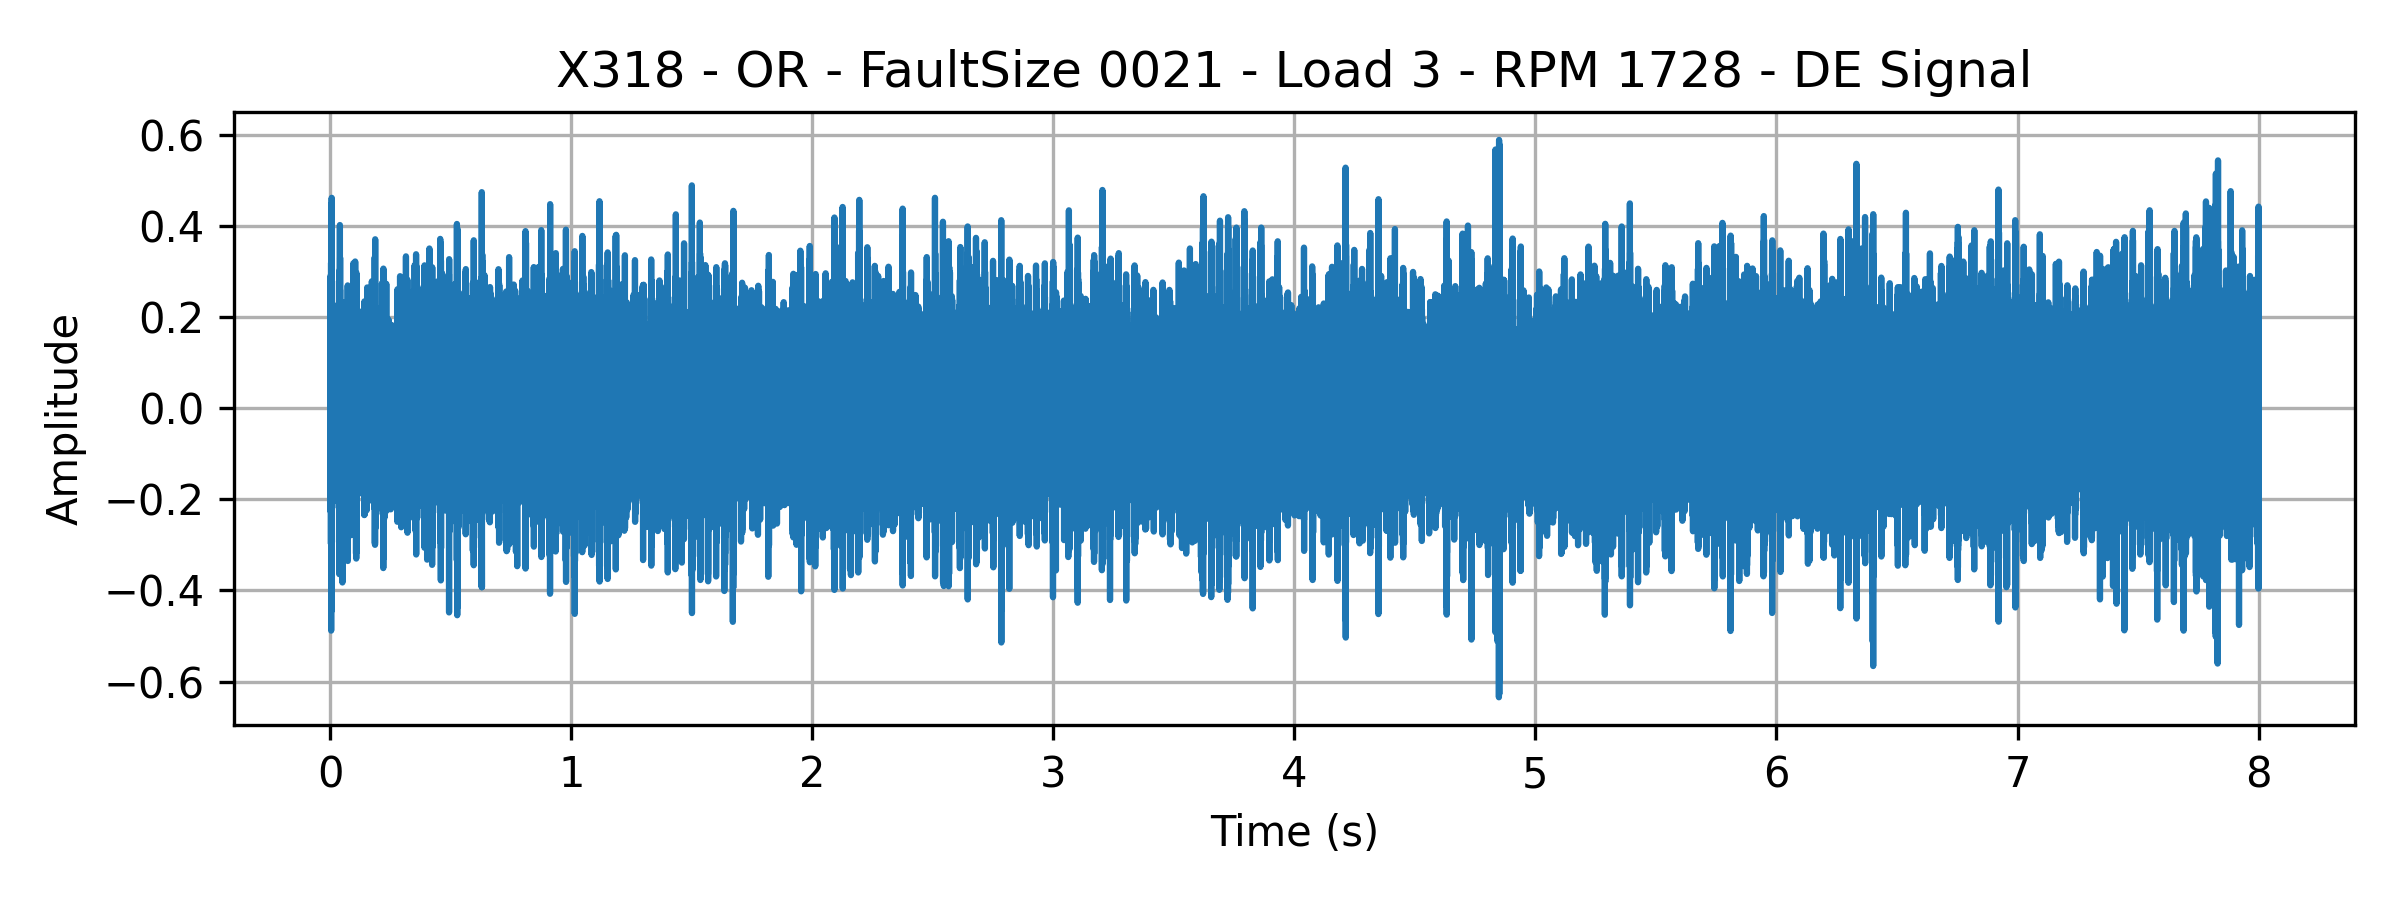 X318 - OR - FaultSize 0021 - Load 3 - RPM 1728 - DE Signal
0.6
0.4
0.2
0.0
−0.2
−0.4
−0.6
Amplitude
0 1 2 3 4 5 6 7 8
Time (s)